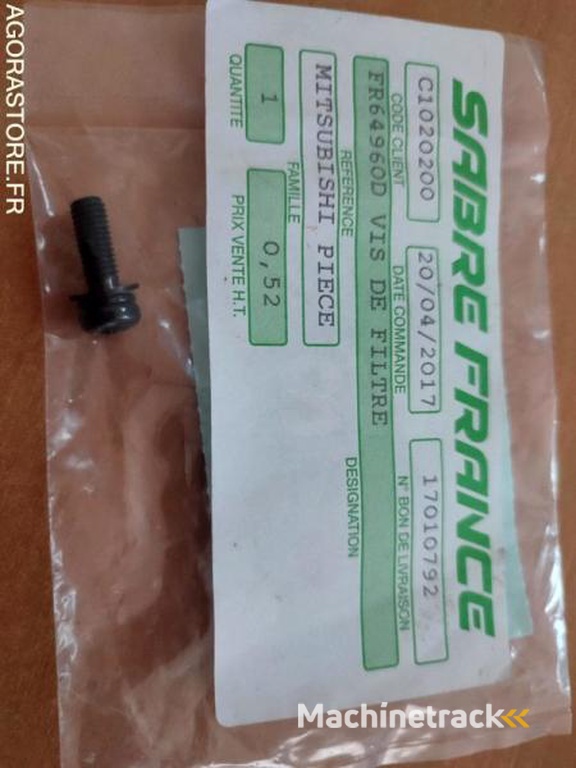 AGORASTORE.FR
SABRE FRANCE
C1020200
20/04/2017
17010792
CODE CLIENT
DATE COMMANDE
N° BON DE LIVRAISON
FR64960D VIS DE FILTRE
REFERENCE
DESIGNATION
MITSUBISHI PIECE
FAMILLE
1
0,52
QUANTITE
PRIX VENTE H.T.
Machinetrack